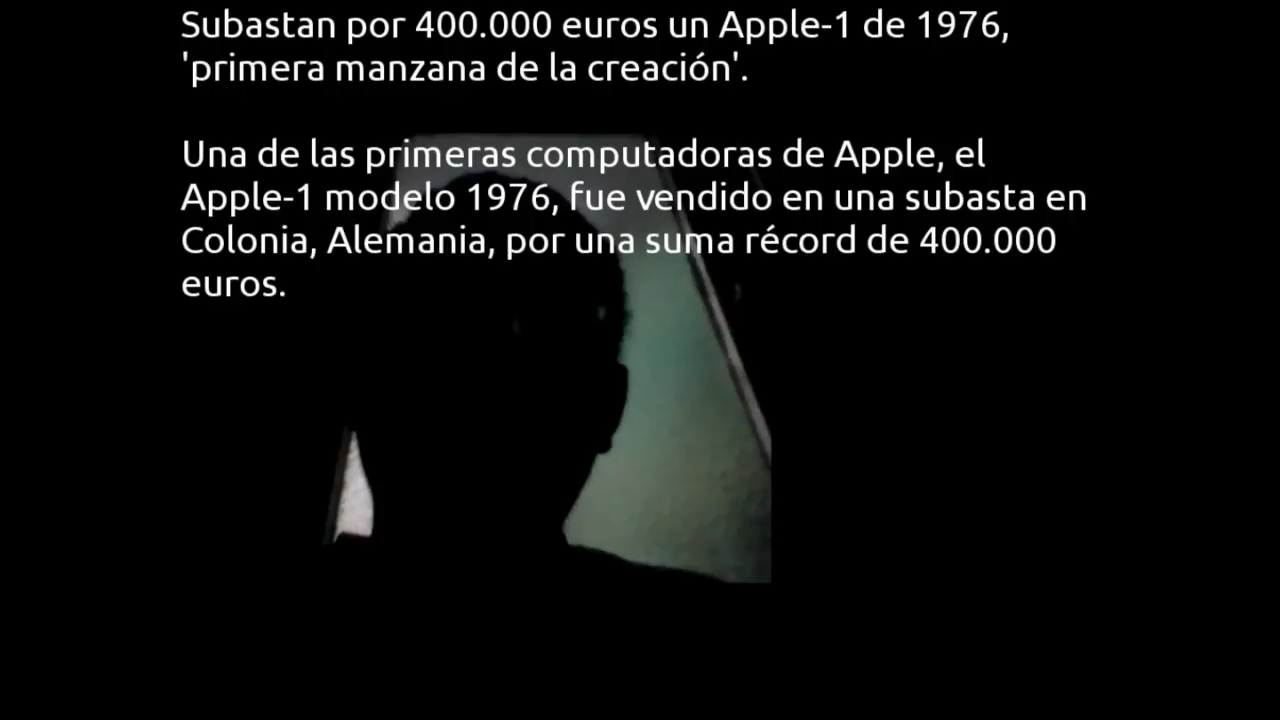 Subastan por 400.000 euros un Apple-1 de 1976,
'primera manzana de la creación'.
Una de las primeras computadoras de Apple, el
Apple-1 modelo 1976, fue vendido en una subasta en
Colonia, Alemania, por una suma récord de 400.000
euros.